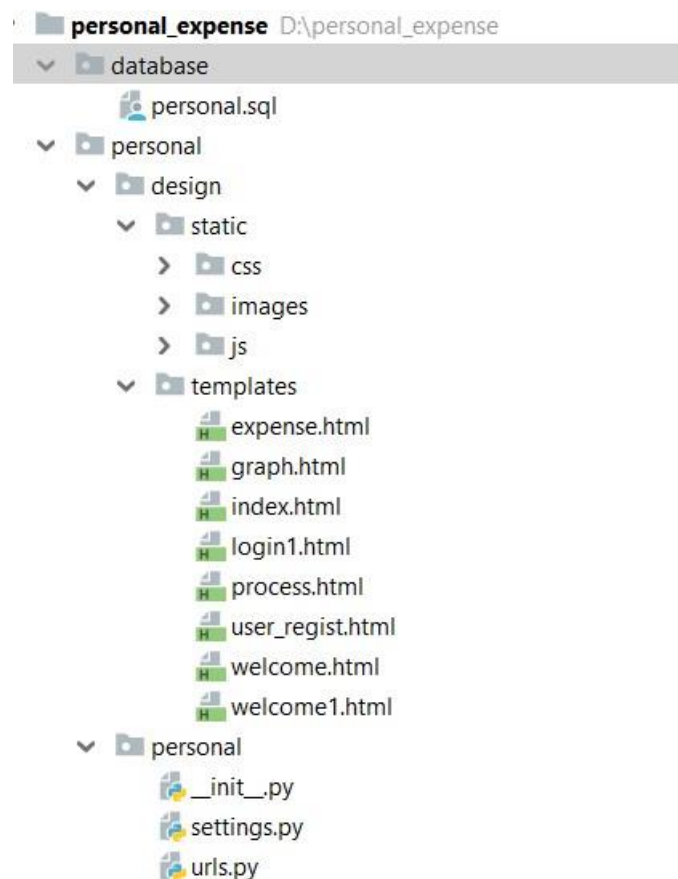 personal_expense D:\personal_expense
database
personal.sql
personal
design
static
css
images
js
templates
expense.html
graph.html
index.html
login1.html
process.html
user_regist.html
welcome.html
welcome1.html
personal
__init__.py
settings.py
urls.py